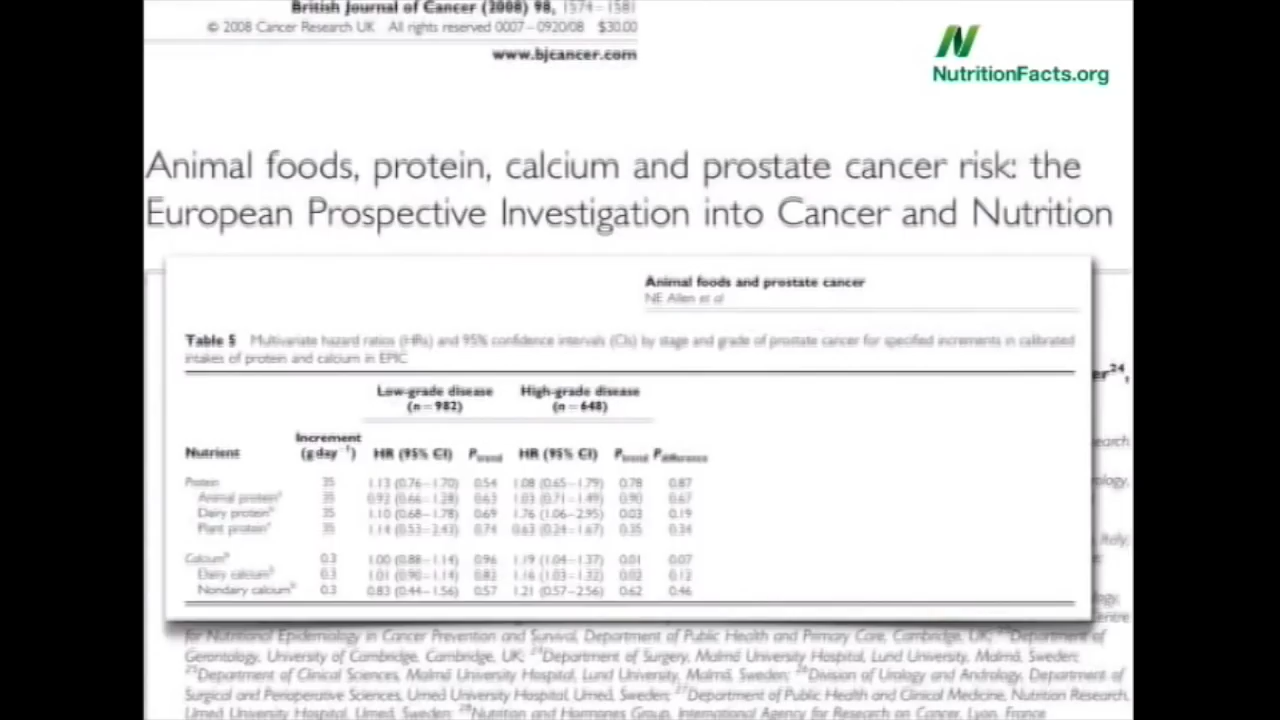 British Journal of Cancer (2008) 98, 1574 – 1581
© 2008 Cancer Research UK All rights reserved 0007 – 0920/08 $30.00
www.bjcancer.com
NutritionFacts.org
Animal foods, protein, calcium and prostate cancer risk: the
European Prospective Investigation into Cancer and Nutrition
Animal foods and prostate cancer
NE Allen et al
Table 5 Multivariate hazard ratios (HRs) and 95% confidence intervals (CIs) by stage and grade of prostate cancer for specified increments in calibrated
intakes of protein and calcium in EPIC
er24,
Low-grade disease High-grade disease
(n = 982) (n = 648)
Increment
Nutrient (g day −1) HR (95% CI) Ptrend HR (95% CI) Ptrend Pdifference
earch
Protein 35 1.13 (0.76–1.70) 0.54 1.08 (0.65–1.79) 0.78 0.87
Animal protein 35 0.92 (0.66–1.28) 0.63 1.03 (0.71–1.49) 0.90 0.67
Dairy protein 35 1.10 (0.68–1.78) 0.69 1.76 (1.06–2.95) 0.03 0.19
Plant protein 35 1.14 (0.53–2.43) 0.74 0.63 (0.24–1.67) 0.35 0.34
Italy;
Calcium 0.3 1.00 (0.88–1.14) 0.96 1.19 (1.04–1.37) 0.01 0.07
Dairy calcium 0.3 1.01 (0.90–1.14) 0.82 1.16 (1.03–1.32) 0.02 0.12
Nondairy calcium 0.3 0.83 (0.44–1.56) 0.57 1.21 (0.57–2.56) 0.62 0.46
entre
for Nutritional Epidemiology in Cancer Prevention and Survival, Department of Public Health and Primary Care, Cambridge, UK; Department of
Gerontology, University of Cambridge, Cambridge, UK; 24Department of Surgery, Malmö University Hospital, Lund University, Malmö, Sweden;
25Department of Clinical Sciences, Malmö University Hospital, Lund University, Malmö, Sweden; 26Division of Urology and Andrology, Department of
Surgical and Perioperative Sciences, Umeå University Hospital, Umeå, Sweden; 27Department of Public Health and Clinical Medicine, Nutrition Research,
Umeå University Hospital, Umeå, Sweden; 28Nutrition and Hormones Group, International Agency for Research on Cancer, Lyon, France